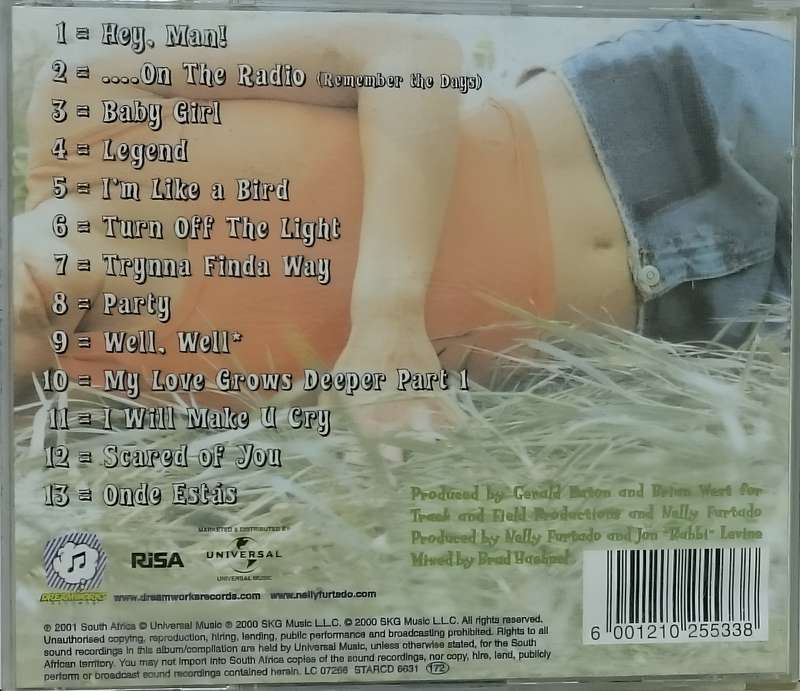 1 = Hey, Man!
2 = ....On The Radio (Remember the Days)
3 = Baby Girl
4 = Legend
5 = I'm Like a Bird
6 = Turn Off The Light
7 = Trynna Finda Way
8 = Party
9 = Well, Well*
10 = My Love Grows Deeper Part 1
11 = I Will Make U Cry
12 = Scared of You
13 = Onde Estás
Produced by Gerald Eaton and Brian West for
Track and Field Productions and Nelly Furtado
Produced by Nelly Furtado and Jon "Rabbi" Levine
Mixed by Brad Haehnel
DREAMWORKS
RECORDS
RiSA
MARKETED & DISTRIBUTED BY
UNIVERSAL
UNIVERSAL MUSIC
www.dreamworksrecords.com www.nellyfurtado.com
℗ 2001 South Africa © Universal Music ℗ 2000 SKG Music L.L.C. © 2000 SKG Music L.L.C. All rights reserved.
Unauthorised copying, reproduction, hiring, lending, public performance and broadcasting prohibited. Rights to all
sound recordings in this album/compilation are held by Universal Music, unless otherwise stated, for the South
African territory. You may not import into South Africa copies of the sound recordings, nor copy, hire, lend, publicly
perform or broadcast sound recordings contained herein. LC 07266 STARCD 6631 172
6 001210 255338